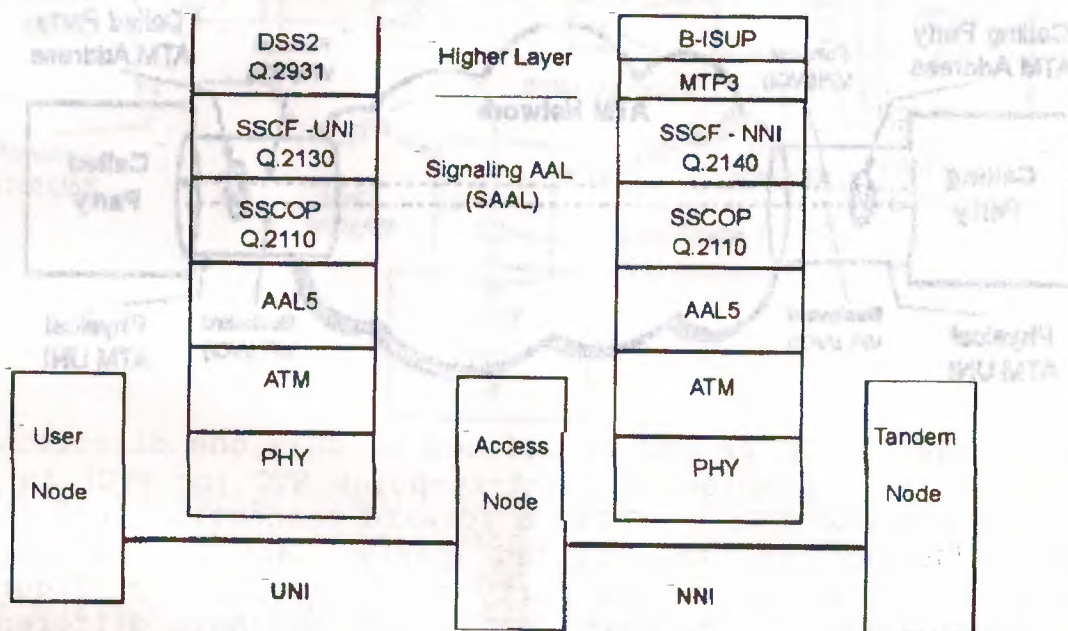 DSS2
Q.2931
SSCF -UNI
Q.2130
SSCOP
Q.2110
AAL5
ATM
PHY
Higher Layer
Signaling AAL
(SAAL)
B-ISUP
MTP3
SSCF - NNI
Q.2140
SSCOP
Q.2110
AAL5
ATM
PHY
User
Node
Access
Node
Tandem
Node
UNI
NNI